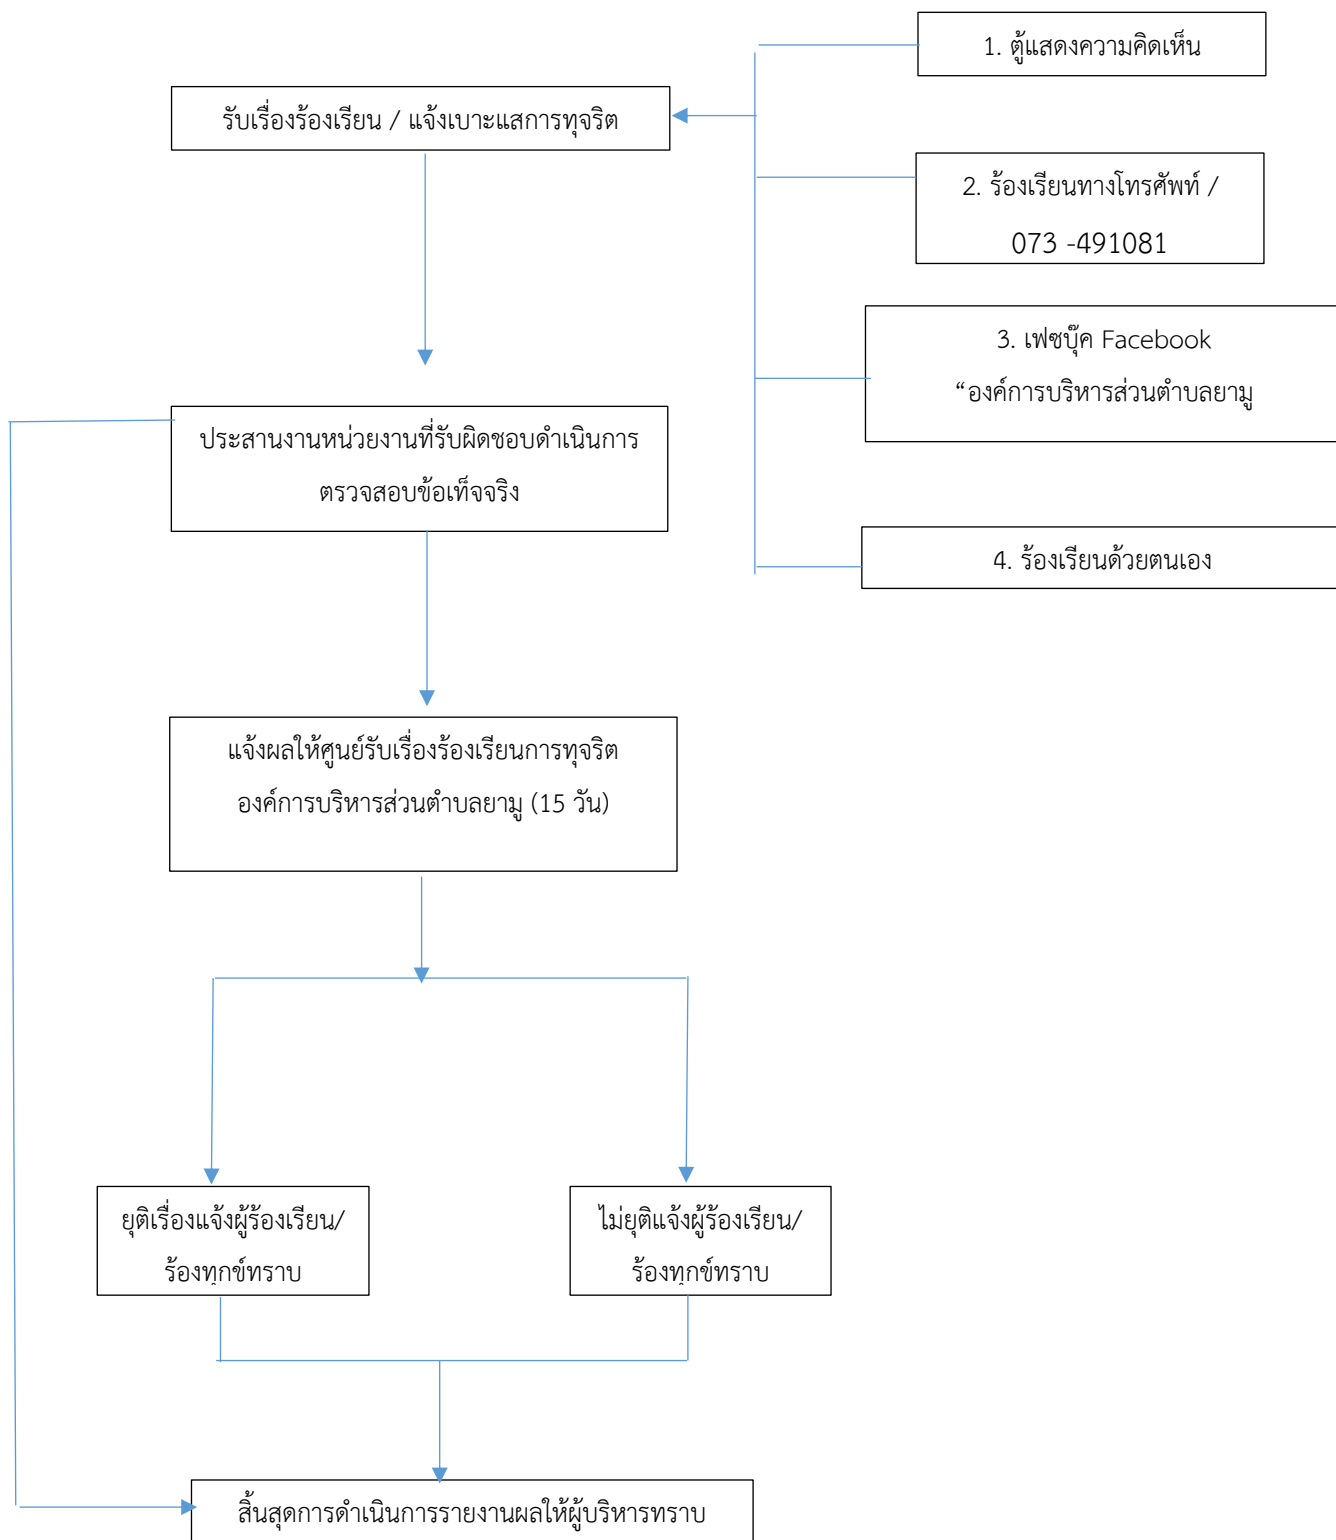 1. ตู้แสดงความคิดเห็น
รับเรื่องร้องเรียน / แจ้งเบาะแสการทุจริต
2. ร้องเรียนทางโทรศัพท์ /
073 -491081
3. เฟซบุ๊ค Facebook
“องค์การบริหารส่วนตำบลยามู
ประสานงานหน่วยงานที่รับผิดชอบดำเนินการ
ตรวจสอบข้อเท็จจริง
4. ร้องเรียนด้วยตนเอง
แจ้งผลให้ศูนย์รับเรื่องร้องเรียนการทุจริต
องค์การบริหารส่วนตำบลยามู (15 วัน)
ยุติเรื่องแจ้งผู้ร้องเรียน/
ร้องทุกข์ทราบ
ไม่ยุติแจ้งผู้ร้องเรียน/
ร้องทุกข์ทราบ
สิ้นสุดการดำเนินการรายงานผลให้ผู้บริหารทราบ